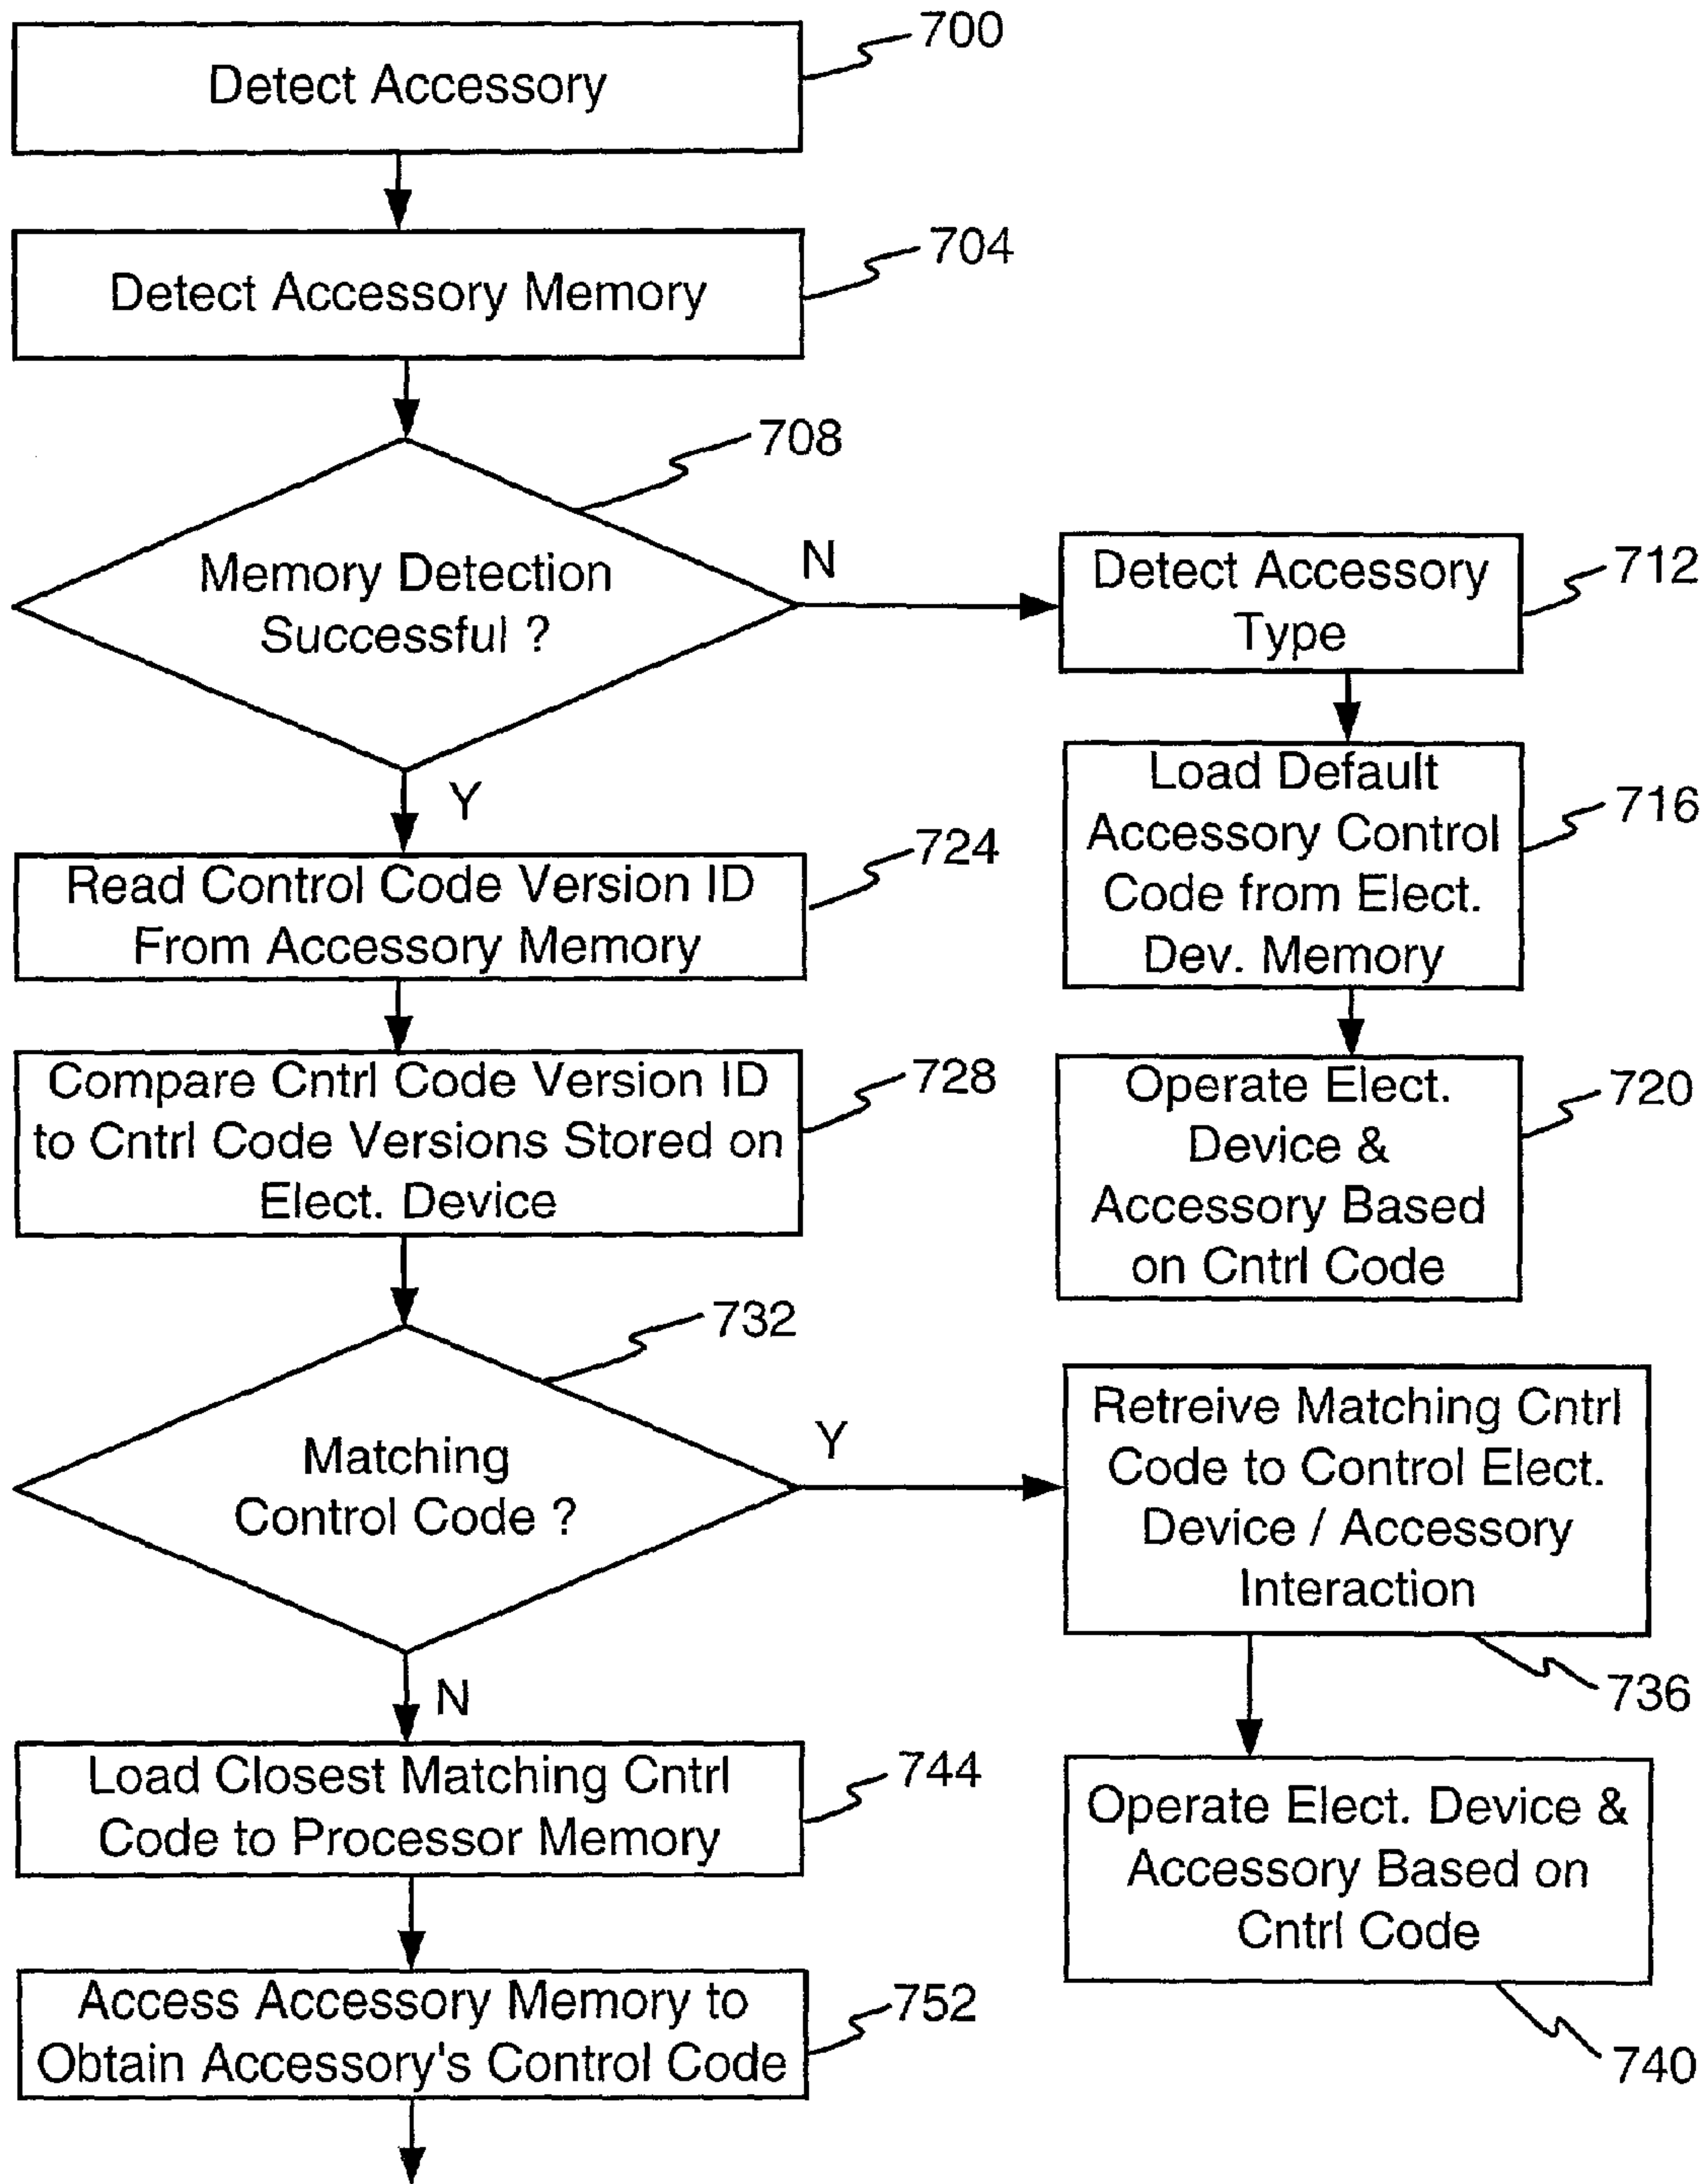 Detect Accessory
700
Detect Accessory Memory
704
Memory Detection
Successful ?
708
N
Y
Detect Accessory
Type
712
Load Default
Accessory Control
Code from Elect.
Dev. Memory
716
Operate Elect.
Device &
Accessory Based
on Cntrl Code
720
Read Control Code Version ID
From Accessory Memory
724
Compare Cntrl Code Version ID
to Cntrl Code Versions Stored on
Elect. Device
728
Matching
Control Code ?
732
Y
N
Retreive Matching Cntrl
Code to Control Elect.
Device / Accessory
Interaction
736
Operate Elect. Device &
Accessory Based on
Cntrl Code
740
Load Closest Matching Cntrl
Code to Processor Memory
744
Access Accessory Memory to
Obtain Accessory's Control Code
752